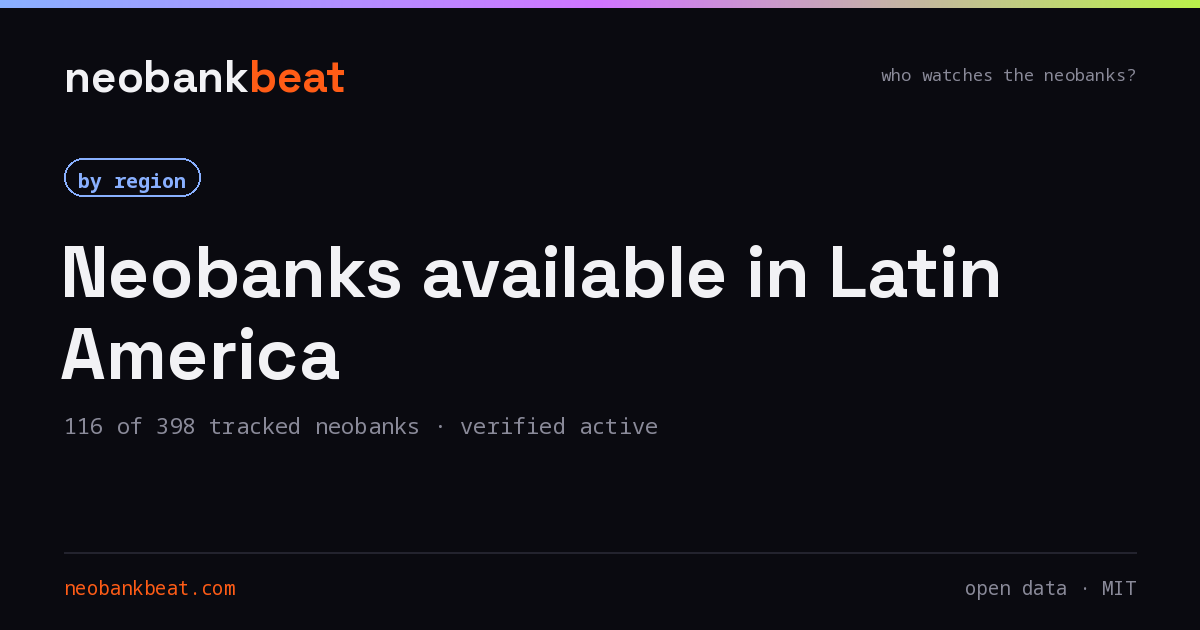 neobankbeat
who watches the neobanks?
by region
Neobanks available in Latin
America
116 of 398 tracked neobanks · verified active
neobankbeat.com
open data · MIT